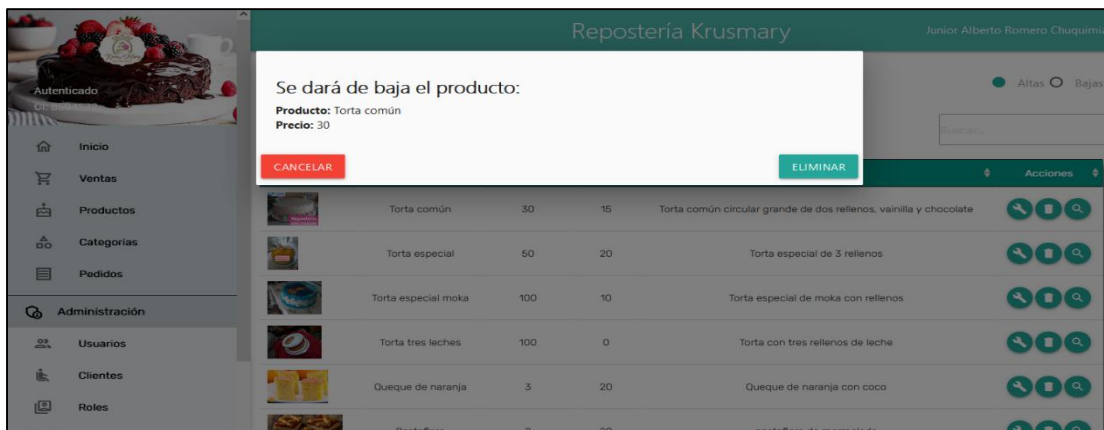 Repostería Krusmary
Junior Alberto Romero Chuquimia
Autenticado
Inicio
Ventas
Productos
Categorias
Pedidos
Administración
Usuarios
Clientes
Roles
Se dará de baja el producto:
Producto: Torta común
Precio: 30
CANCELAR
ELIMINAR
Altas
Bajas
Buscar...
Acciones
Torta común 30 15 Torta común circular grande de dos rellenos, vainilla y chocolate
Torta especial 50 20 Torta especial de 3 rellenos
Torta especial moka 100 10 Torta especial de moka con rellenos
Torta tres leches 100 0 Torta con tres rellenos de leche
Queque de naranja 3 20 Queque de naranja con coco